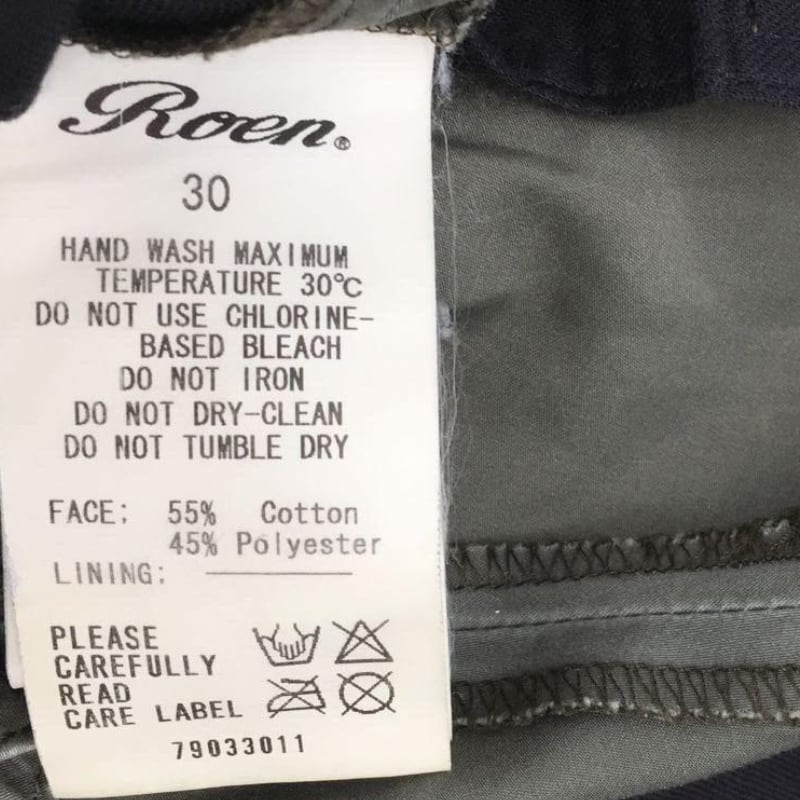 Roen®
30
HAND WASH MAXIMUM
TEMPERATURE 30℃
DO NOT USE CHLORINE-
BASED BLEACH
DO NOT IRON
DO NOT DRY-CLEAN
DO NOT TUMBLE DRY
FACE: 55% Cotton
45% Polyester
LINING:
PLEASE
CAREFULLY
READ
CARE LABEL
79033011